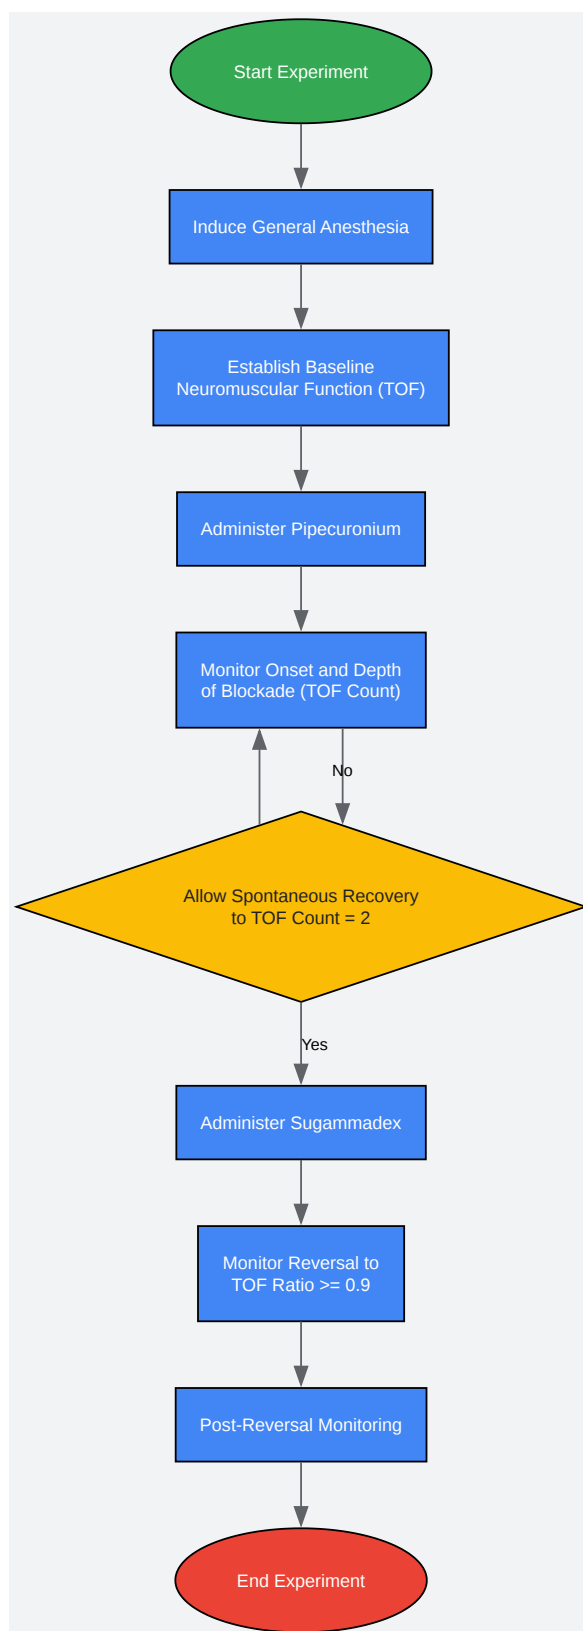 Start Experiment
Induce General Anesthesia
Establish Baseline
Neuromuscular Function (TOF)
Administer Pipecuronium
Monitor Onset and Depth
of Blockade (TOF Count)
No
Allow Spontaneous Recovery
to TOF Count = 2
Yes
Administer Sugammadex
Monitor Reversal to
TOF Ratio >= 0.9
Post-Reversal Monitoring
End Experiment